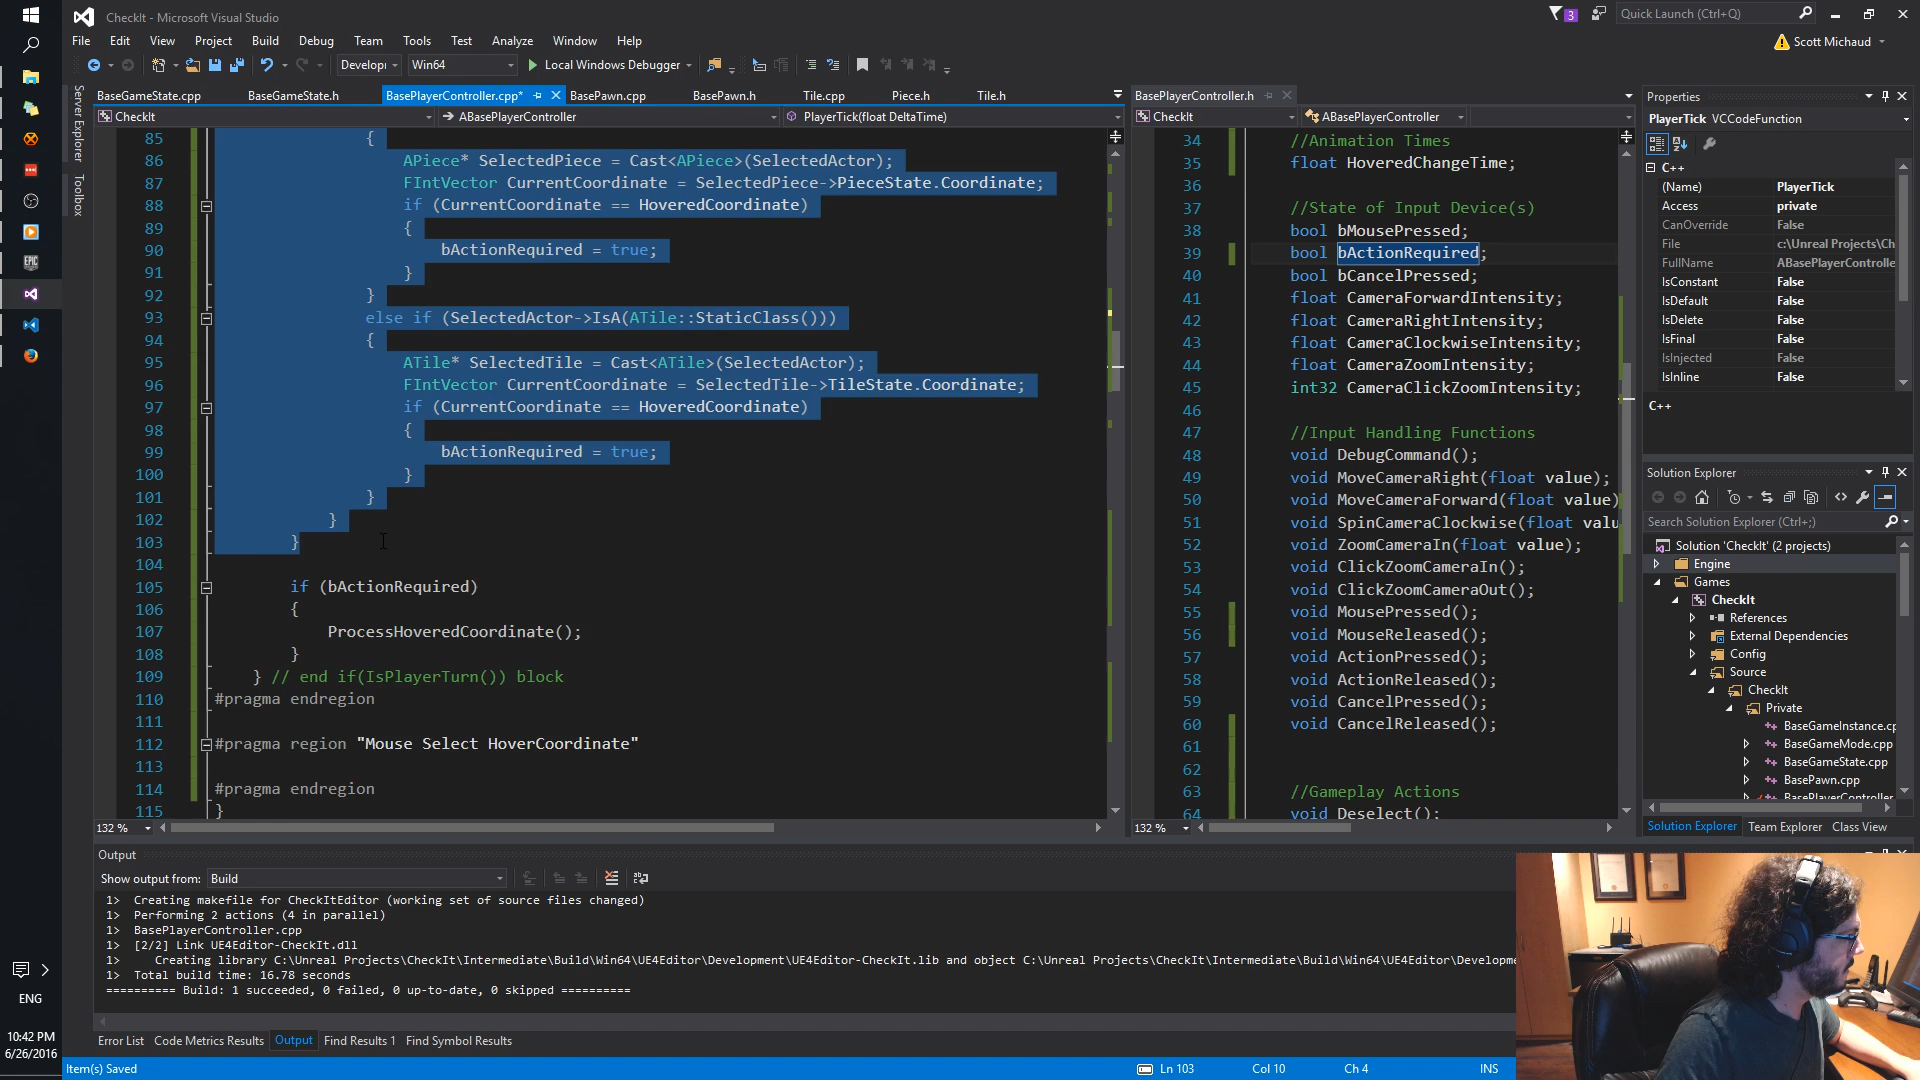 CheckIt - Microsoft Visual Studio
3
Quick Launch (Ctrl+Q)
File Edit View Project Build Debug Team Tools Test Analyze Window Help
Scott Michaud
Develop Win64 Local Windows Debugger
Server Explorer
Toolbox
BaseGameState.cpp BaseGameState.h BasePlayerController.cpp* BasePawn.cpp BasePawn.h Tile.cpp Piece.h Tile.h
CheckIt ABasePlayerController PlayerTick(float DeltaTime)
85 {
86 APiece* SelectedPiece = Cast<APiece>(SelectedActor);
87 FIntVector CurrentCoordinate = SelectedPiece->PieceState.Coordinate;
88 if (CurrentCoordinate == HoveredCoordinate)
89 {
90 bActionRequired = true;
91 }
92 }
93 else if (SelectedActor->IsA(ATile::StaticClass()))
94 {
95 ATile* SelectedTile = Cast<ATile>(SelectedActor);
96 FIntVector CurrentCoordinate = SelectedTile->TileState.Coordinate;
97 if (CurrentCoordinate == HoveredCoordinate)
98 {
99 bActionRequired = true;
100 }
101 }
102 }
103 }
104
105 if (bActionRequired)
106 {
107 ProcessHoveredCoordinate();
108 }
109 } // end if(IsPlayerTurn()) block
110 #pragma endregion
111
112 #pragma region "Mouse Select HoverCoordinate"
113
114 #pragma endregion
115 }
132 %
BasePlayerController.h
CheckIt ABasePlayerController
34 //Animation Times
35 float HoveredChangeTime;
36
37 //State of Input Device(s)
38 bool bMousePressed;
39 bool bActionRequired;
40 bool bCancelPressed;
41 float CameraForwardIntensity;
42 float CameraRightIntensity;
43 float CameraClockwiseIntensity;
44 float CameraZoomIntensity;
45 int32 CameraClickZoomIntensity;
46
47 //Input Handling Functions
48 void DebugCommand();
49 void MoveCameraRight(float value);
50 void MoveCameraForward(float value)
51 void SpinCameraClockwise(float valu
52 void ZoomCameraIn(float value);
53 void ClickZoomCameraIn();
54 void ClickZoomCameraOut();
55 void MousePressed();
56 void MouseReleased();
57 void ActionPressed();
58 void ActionReleased();
59 void CancelPressed();
60 void CancelReleased();
61
62
63 //Gameplay Actions
64 void Deselect();
132 %
Properties
PlayerTick VCCodeFunction
C++
(Name) PlayerTick
Access private
CanOverride False
File c:\Unreal Projects\Ch
FullName ABasePlayerControlle
IsConstant False
IsDefault False
IsDelete False
IsFinal False
IsInjected False
IsInline False
C++
Solution Explorer
Search Solution Explorer (Ctrl+;)
Solution 'CheckIt' (2 projects)
Engine
Games
CheckIt
References
External Dependencies
Config
Source
CheckIt
Private
BaseGameInstance.cp
BaseGameMode.cpp
BaseGameState.cpp
BasePawn.cpp
BasePlayerController
Solution Explorer Team Explorer Class View
Output
Show output from: Build
1> Creating makefile for CheckItEditor (working set of source files changed)
1> Performing 2 actions (4 in parallel)
1> BasePlayerController.cpp
1> [2/2] Link UE4Editor-CheckIt.dll
1> Creating library C:\Unreal Projects\CheckIt\Intermediate\Build\Win64\UE4Editor\Development\UE4Editor-CheckIt.lib and object C:\Unreal Projects\CheckIt\Intermediate\Build\Win64\UE4Editor\Developme
1> Total build time: 16.78 seconds
========== Build: 1 succeeded, 0 failed, 0 up-to-date, 0 skipped ==========
Error List Code Metrics Results Output Find Results 1 Find Symbol Results
Item(s) Saved Ln 103 Col 10 Ch 4 INS
EPIC
ENG
10:42 PM
6/26/2016